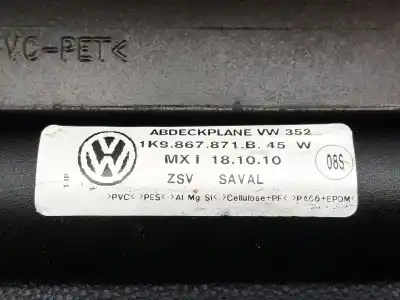 VC-PET<
ABDECKPLANE VW 352
1K9.867.871.B. 45 W
MX I 18.10.10
08S
ZSV SAVAL
>PVC< >PES< >Al Mg Si< >Cellulose+PF< >PA66+EPDM<